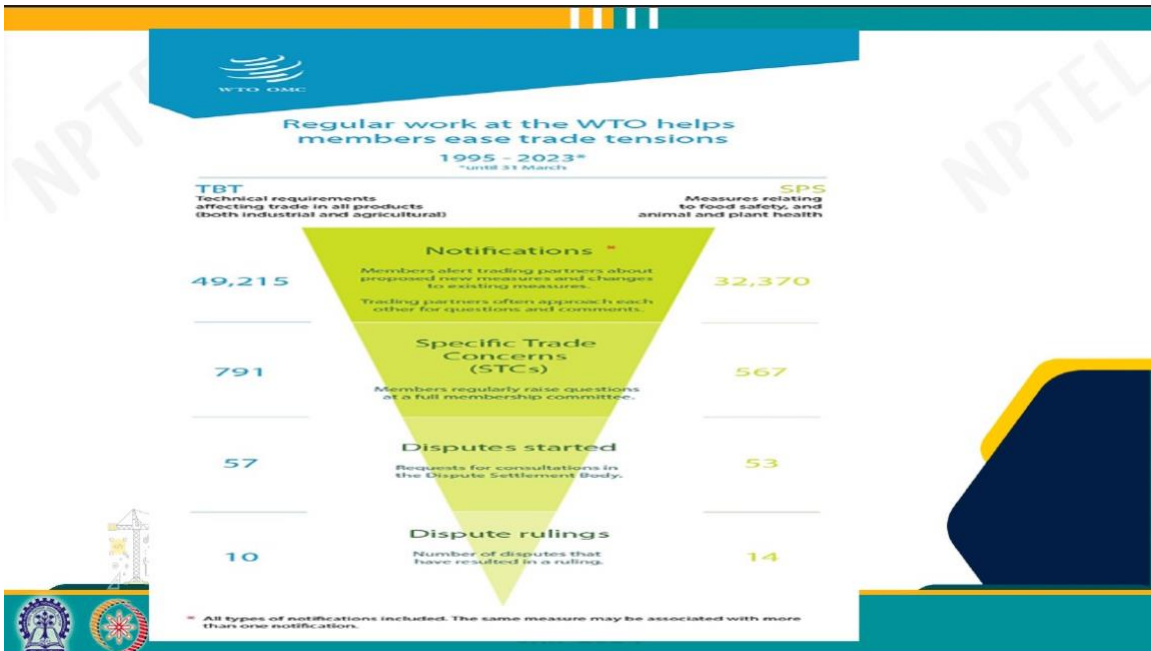 NPTEL
NPTEL
WTO OMC
Regular work at the WTO helps
members ease trade tensions
1995 - 2023*
*until 31 March
TBT
Technical requirements
affecting trade in all products
(both industrial and agricultural)
SPS
Measures relating
to food safety, and
animal and plant health
Notifications *
Members alert trading partners about
proposed new measures and changes
to existing measures.
Trading partners often approach each
other for questions and comments.
49,215
32,370
Specific Trade
Concerns
(STCs)
Members regularly raise questions
at a full membership committee.
791
567
Disputes started
Requests for consultations in
the Dispute Settlement Body.
57
53
Dispute rulings
Number of disputes that
have resulted in a ruling.
10
14
* All types of notifications included. The same measure may be associated with more
than one notification.